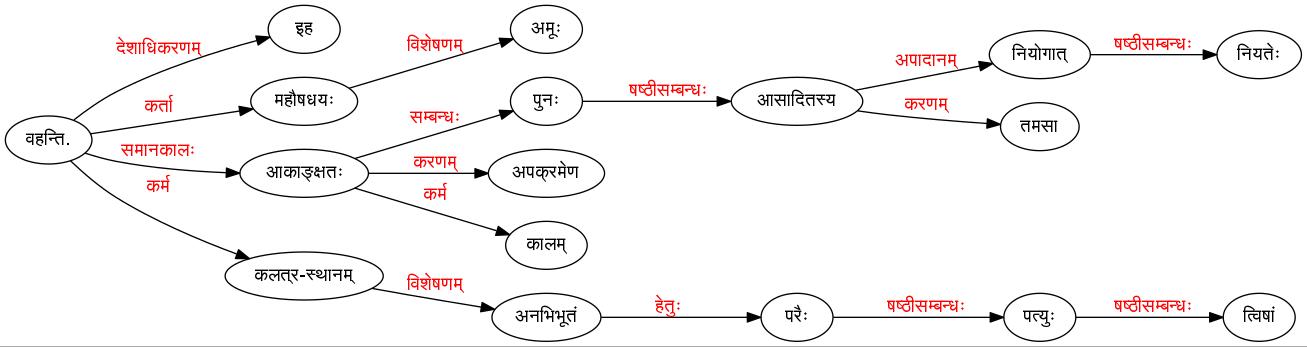 इह
देशाधिकरणम्
अमूः
विशेषणम्
नियोगात्
षष्ठीसम्बन्धः
नियतेः
अपादानम्
कर्ता
महौषधयः
पुनः
षष्ठीसम्बन्धः
आसादितस्य
करणम्
सम्बन्धः
तमसा
वहन्ति.
समानकालः
आकाङ्क्षतः
करणम्
अपक्रमेण
कर्म
कर्म
कालम्
कलत्र-स्थानम्
विशेषणम्
अनभिभूतं
हेतुः
परैः
षष्ठीसम्बन्धः
पत्युः
षष्ठीसम्बन्धः
त्विषां